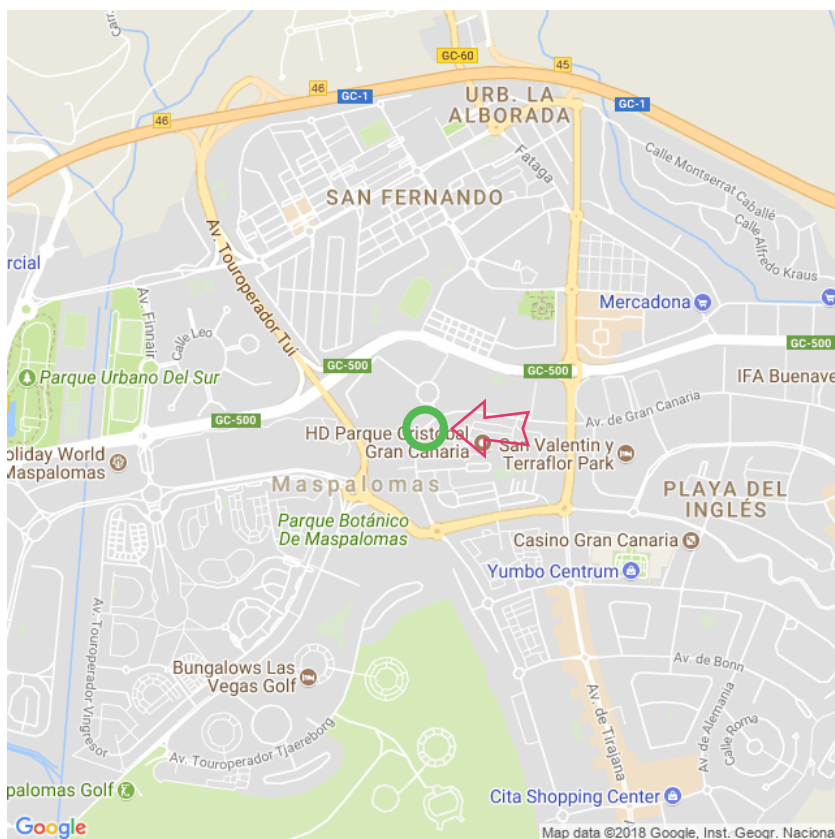 GC-60
45
46
GC-1
URB. LA
ALBORADA
GC-1
46
Fataga
Calle Montserrat Caballé
SAN FERNANDO
Calle Alfredo Kraus
Av. Touroperador Tui
rcial
Av. Finnair
Calle Leo
Mercadona
GC-500
GC-500
GC-500
Parque Urbano Del Sur
IFA Buenave
GC-500
Av. de Gran Canaria
HD Parque Cristobal
Gran Canaria
San Valentin y
Terraflor Park
oliday World
Maspalomas
Maspalomas
PLAYA DEL
INGLÉS
Parque Botánico
De Maspalomas
Casino Gran Canaria
Yumbo Centrum
Av. Touroperador Vingresor
Bungalows Las
Vegas Golf
Av. de Bonn
Av. de Tirajana
Av. de Alemania
Calle Roma
Av. Touroperador Tjaereborg
palomas Golf
Cita Shopping Center
Google
Map data ©2018 Google, Inst. Geogr. Naciona